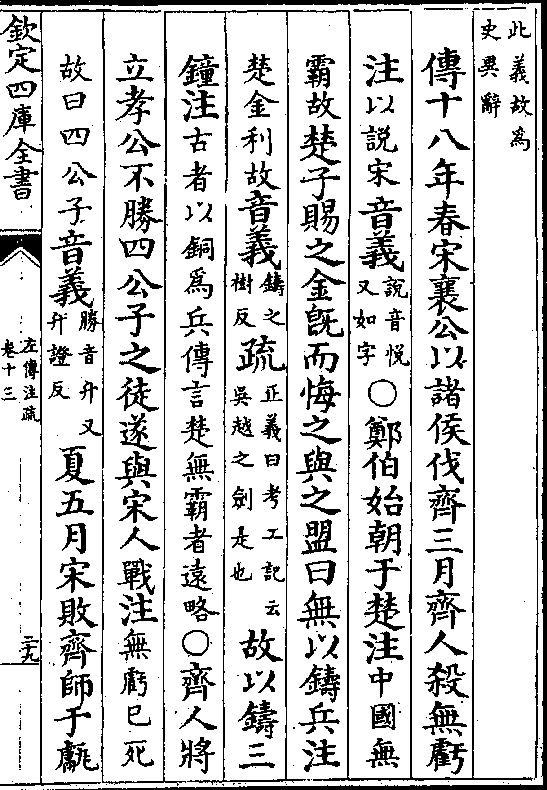 此義故為
史異辭
傳十八年春宋襄公以諸侯伐齊三月齊人殺無虧
注以説宋音義説音悦又如字○鄭伯始朝于楚注中國無
霸故楚子賜之金旣而悔之與之盟曰無以鑄兵注
楚金利故音義鑄之樹反疏正義曰考工記云吳越之劍是也故以鑄三
鐘注古者以銅爲兵傳言楚無霸者遠略○齊人將
立孝公不勝四公子之徒遂與宋人戰注無虧已死
故曰四公子音義勝音升又升證反夏五月宋敗齊師于甗
欽定四庫全書
左傳注疏
卷十三
二九